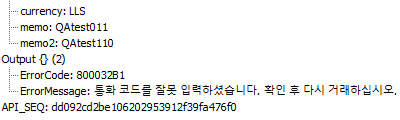 currency: LLS
memo: QAtest011
memo2: QAtest110
Output {} (2)
ErrorCode: 800032B1
ErrorMessage: 통화 코드를 잘못 입력하셨습니다. 확인 후 다시 거래하십시오.
API_SEQ: dd092cd2be106202953912f39fa476f0